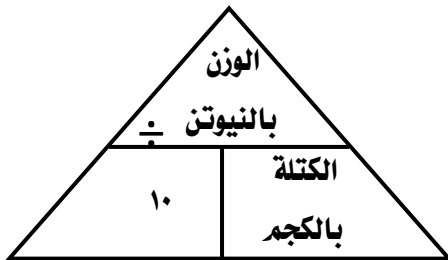 الوزن
بالنيوتن
÷
الكتلة
بالكجم
١٠